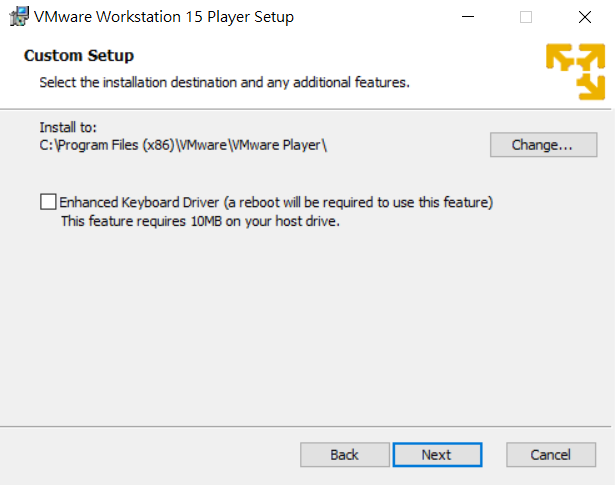 VMware Workstation 15 Player Setup
Custom Setup
Select the installation destination and any additional features.
Install to:
C:\Program Files (x86)\VMware\VMware Player\
Change...
Enhanced Keyboard Driver (a reboot will be required to use this feature)
This feature requires 10MB on your host drive.
Back
Next
Cancel